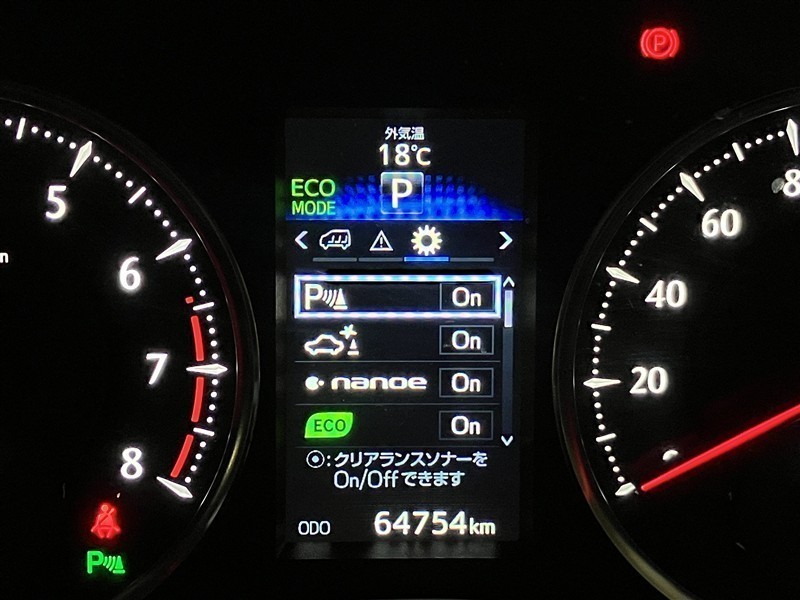 外気温
18℃
ECO
MODE
P
P On
On
nanoe On
ECO On
:クリアランスソナーを
On/Offできます
ODO 64754km
5
6
7
8
20
40
60
8
P
P